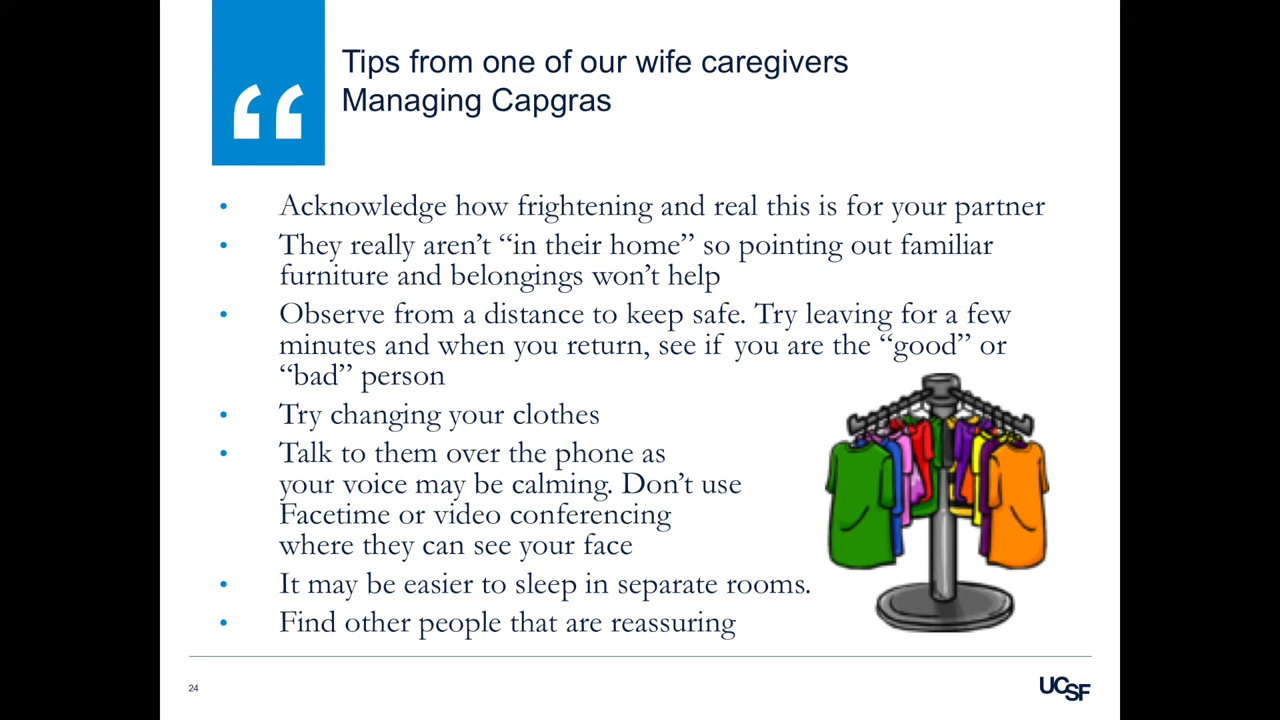 Tips from one of our wife caregivers
Managing Capgras
• Acknowledge how frightening and real this is for your partner
• They really aren’t “in their home” so pointing out familiar
furniture and belongings won’t help
• Observe from a distance to keep safe. Try leaving for a few
minutes and when you return, see if you are the “good” or
“bad” person
• Try changing your clothes
• Talk to them over the phone as
your voice may be calming. Don’t use
Facetime or video conferencing
where they can see your face
• It may be easier to sleep in separate rooms.
• Find other people that are reassuring
24
UCSF